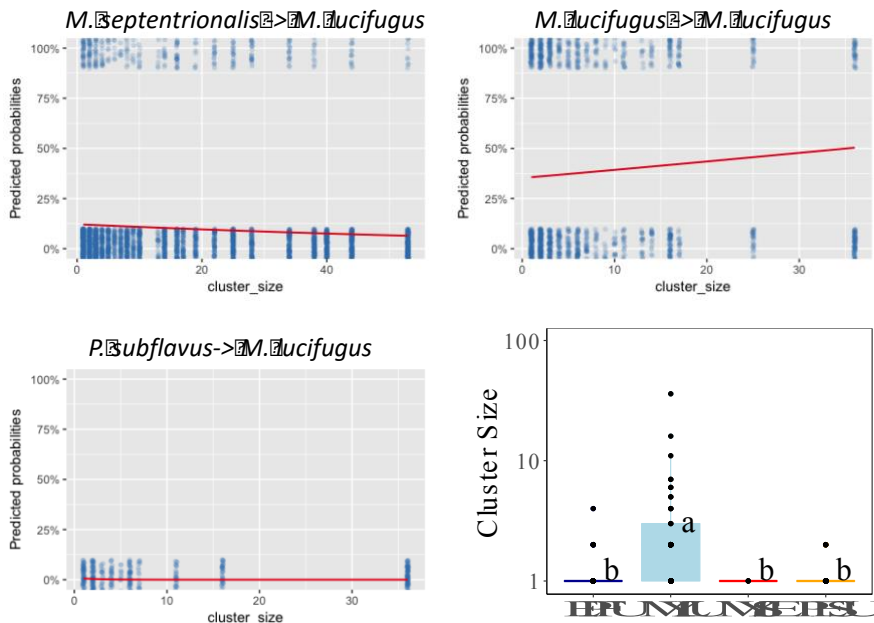 M. septentrionalis -> M. lucifugus
100%
75%
50%
25%
0%
Predicted probabilities
0 20 40
cluster_size
M. lucifugus -> M. lucifugus
100%
75%
50%
25%
0%
Predicted probabilities
0 10 20 30
cluster_size
P. subflavus-> M. lucifugus
100%
75%
50%
25%
0%
Predicted probabilities
0 10 20 30
cluster_size
100
10
1
Cluster Size
b a b b